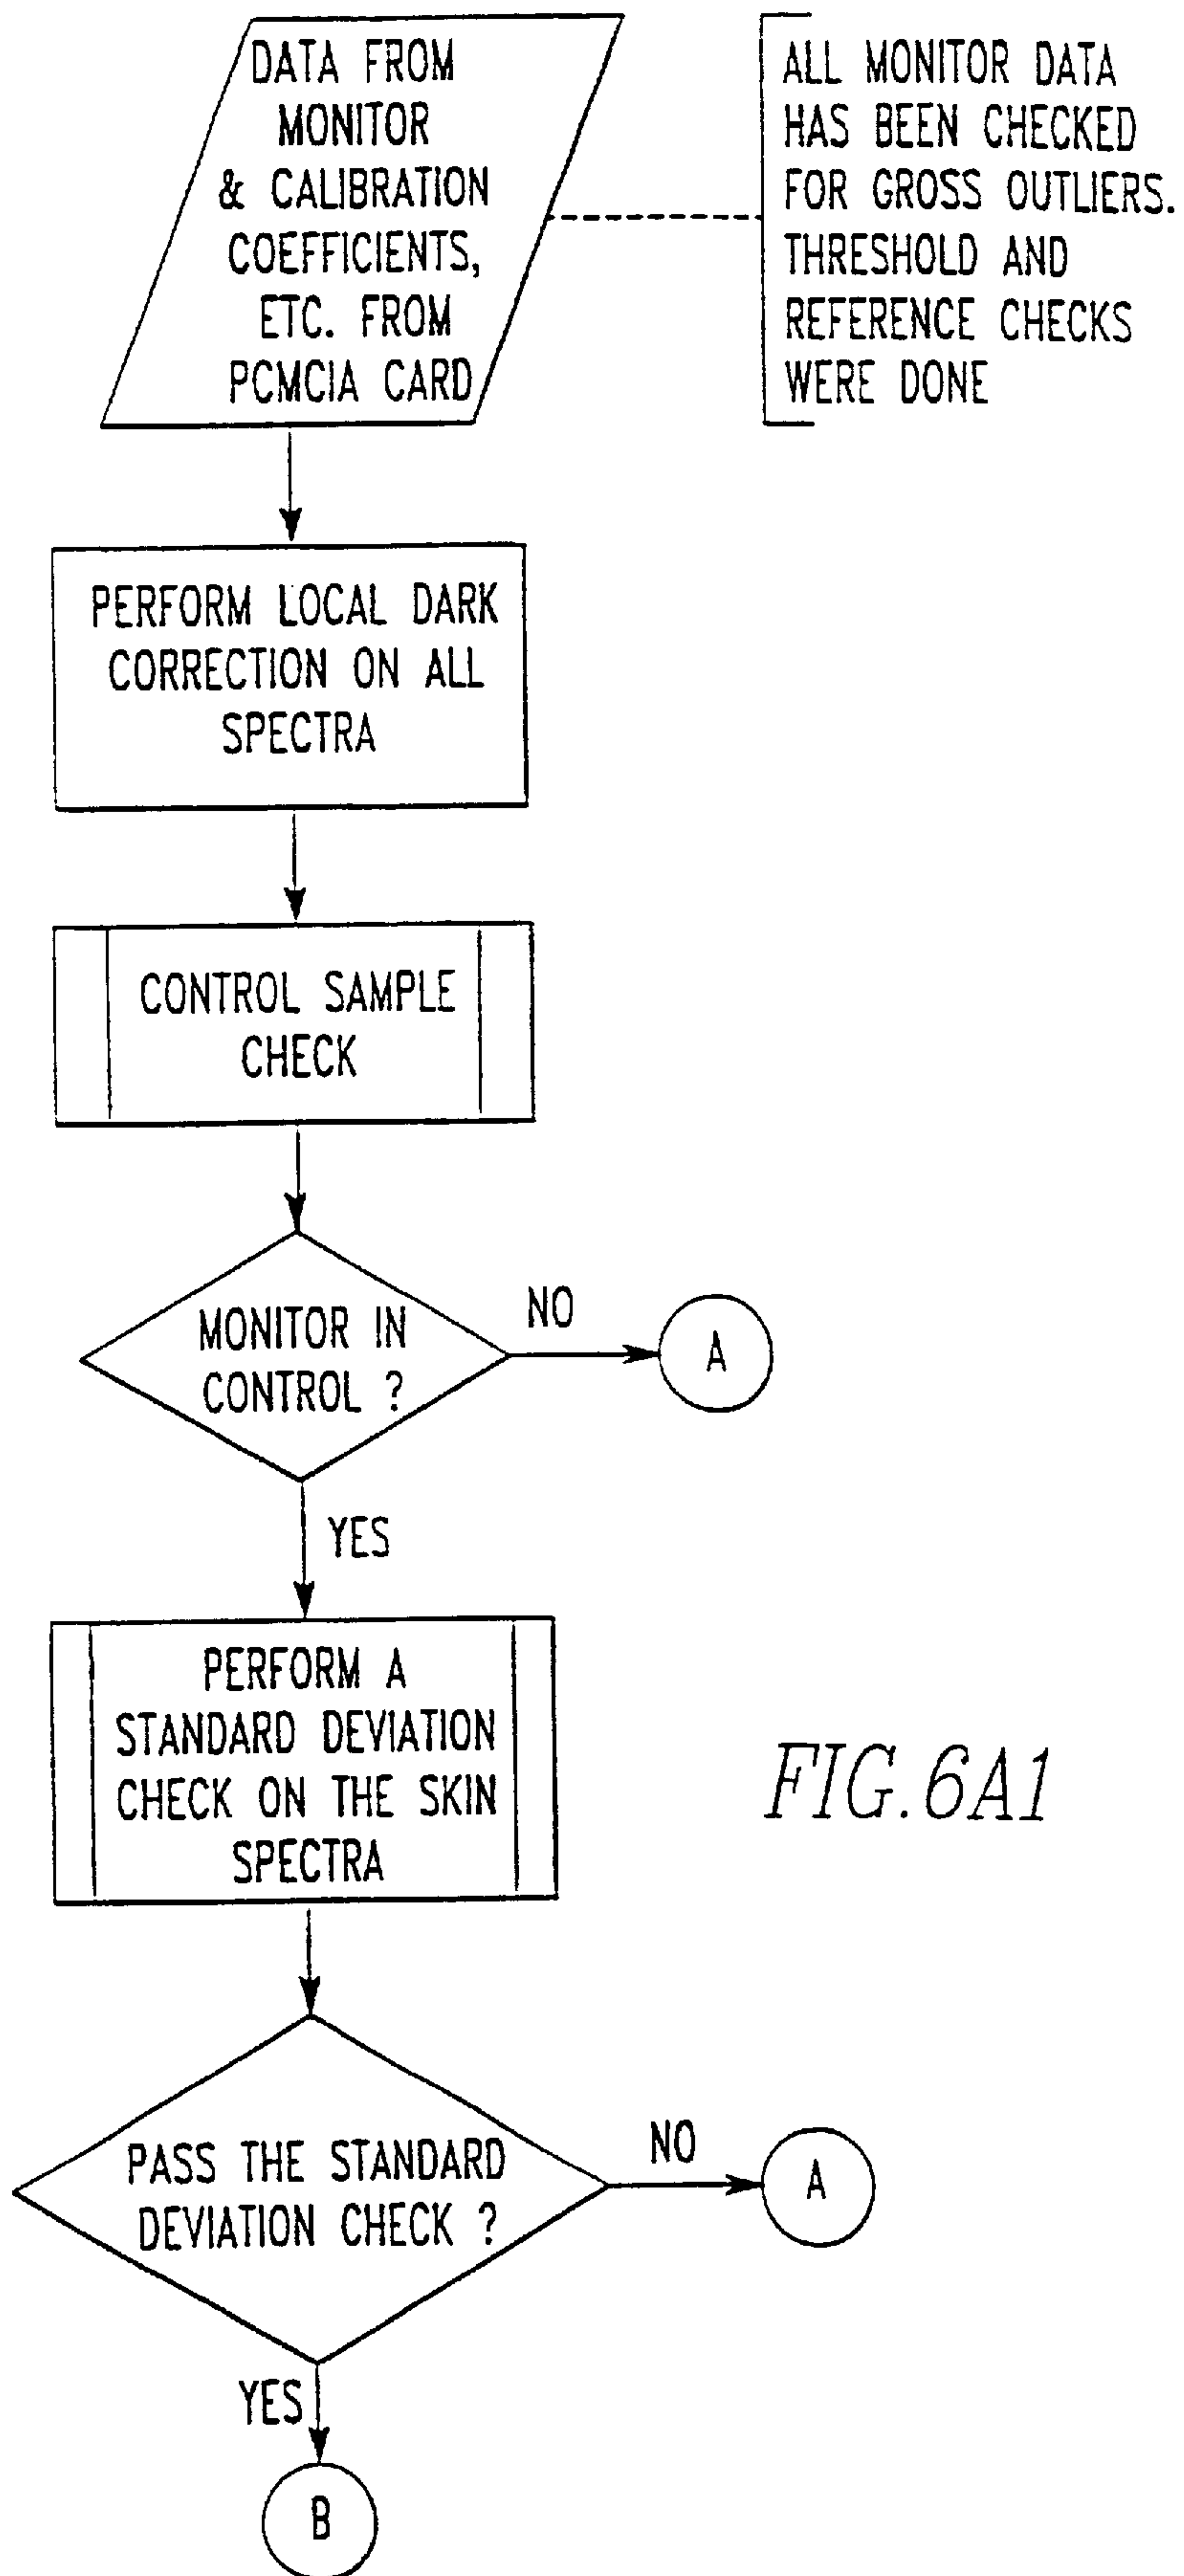 DATA FROM
MONITOR
& CALIBRATION
COEFFICIENTS,
ETC. FROM
PCMCIA CARD
ALL MONITOR DATA
HAS BEEN CHECKED
FOR GROSS OUTLIERS.
THRESHOLD AND
REFERENCE CHECKS
WERE DONE
PERFORM LOCAL DARK
CORRECTION ON ALL
SPECTRA
CONTROL SAMPLE
CHECK
MONITOR IN
CONTROL ?
NO
A
YES
PERFORM A
STANDARD DEVIATION
CHECK ON THE SKIN
SPECTRA
FIG.6A1
PASS THE STANDARD
DEVIATION CHECK ?
NO
A
YES
B